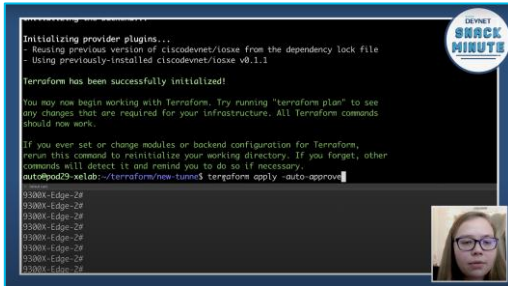 Initializing the backend...
Initializing provider plugins...
- Reusing previous version of ciscodevnet/iosxe from the dependency lock file
- Using previously-installed ciscodevnet/iosxe v0.1.1
Terraform has been successfully initialized!
You may now begin working with Terraform. Try running "terraform plan" to see
any changes that are required for your infrastructure. All Terraform commands
should now work.
If you ever set or change modules or backend configuration for Terraform,
rerun this command to reinitialize your working directory. If you forget, other
commands will detect it and remind you to do so if necessary.
auto@pod29-xelab:~/terraform/new-tunne$ terraform apply -auto-approve
9300X-Edge-2#
9300X-Edge-2#
9300X-Edge-2#
9300X-Edge-2#
9300X-Edge-2#
9300X-Edge-2#
9300X-Edge-2#
DEVNET
SNACK
MINUTE